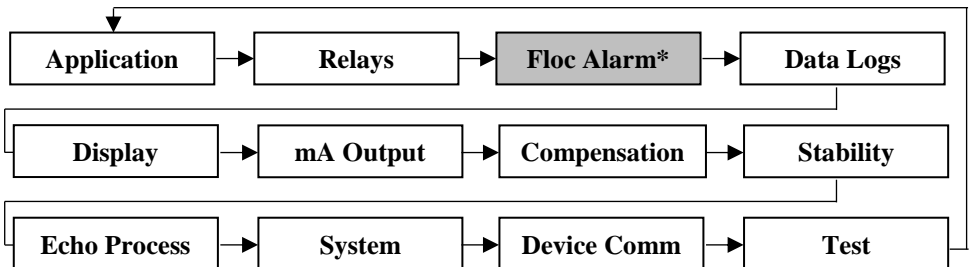 Application
Relays
Floc Alarm*
Data Logs
Display
mA Output
Compensation
Stability
Echo Process
System
Device Comm
Test